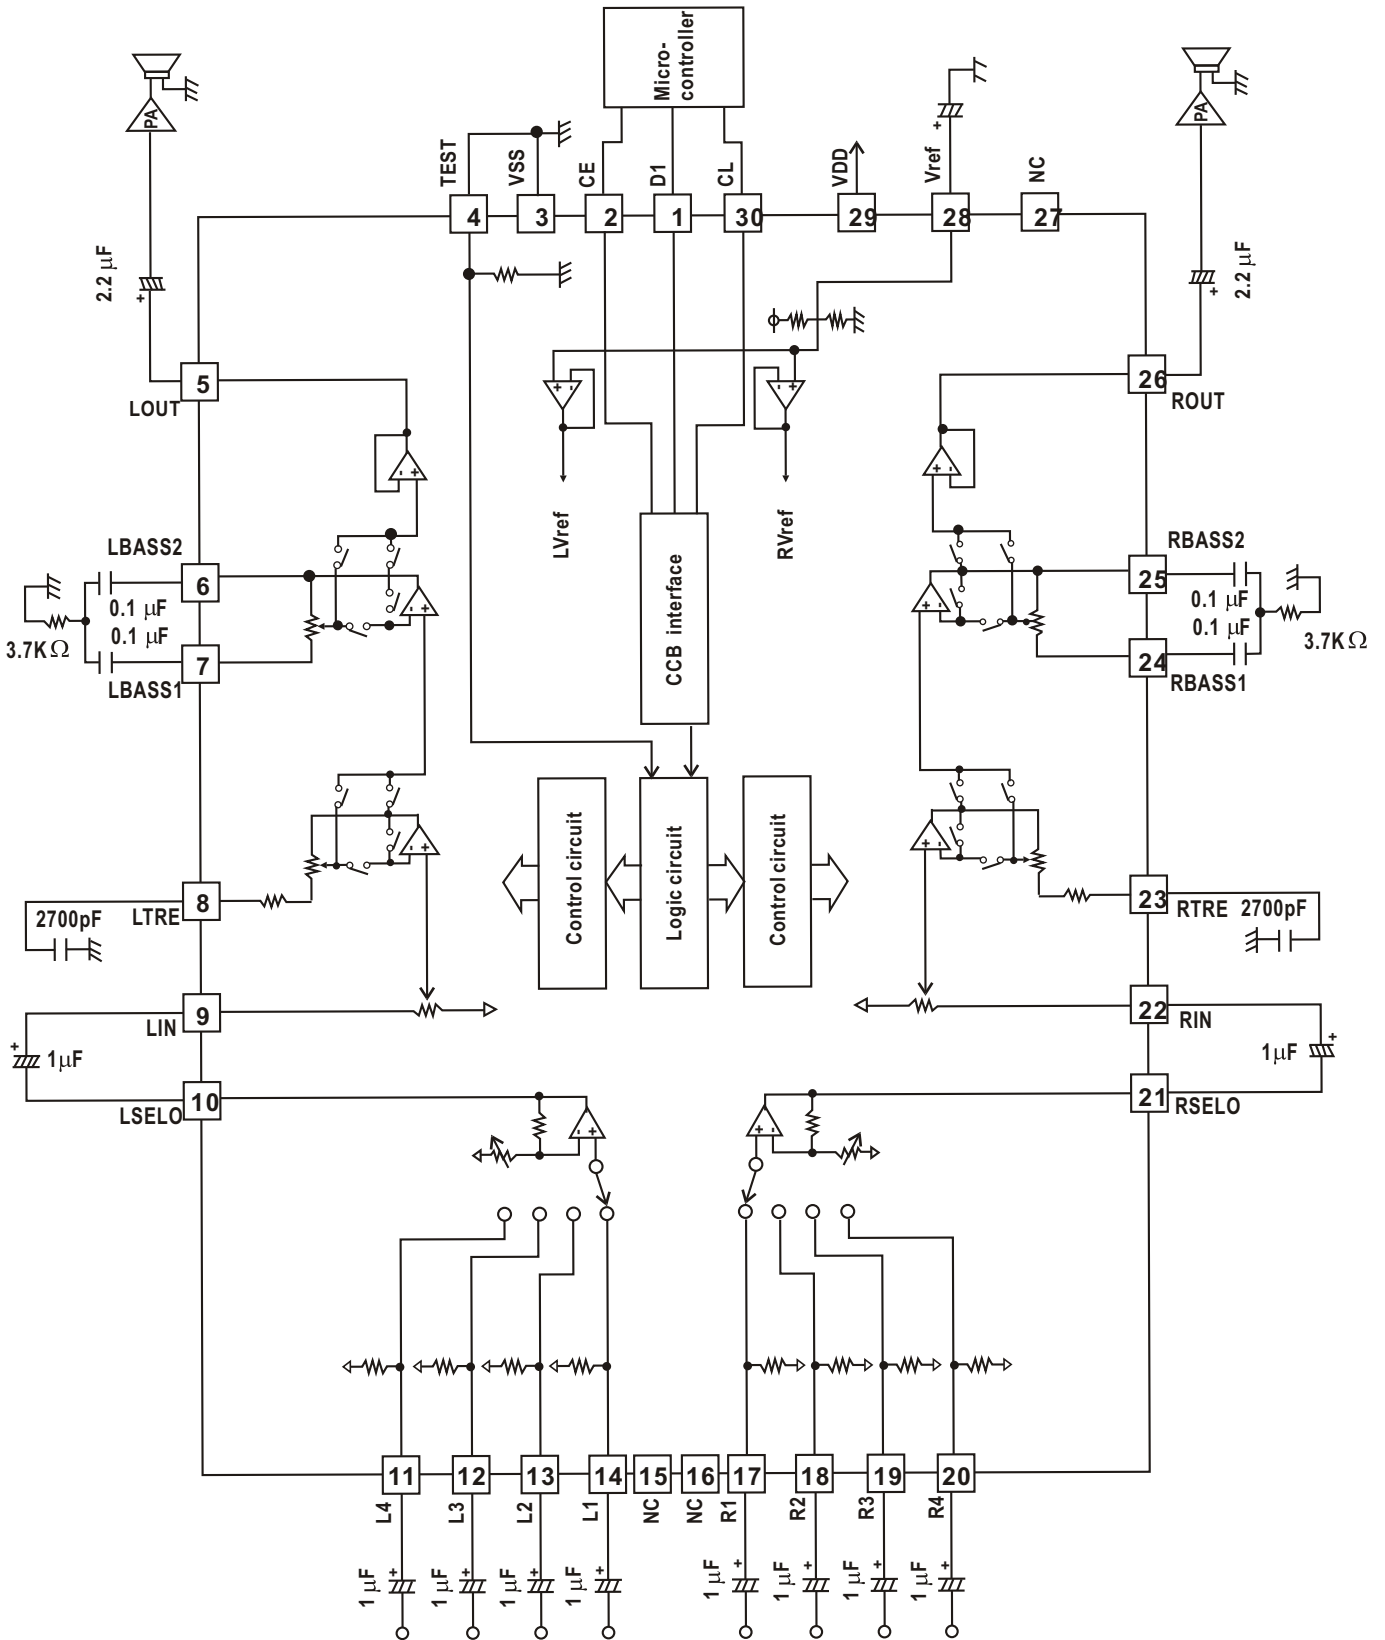 Micro-
controller
PA
PA
TEST
VSS
CE
D1
CL
VDD
Vref
NC
+
4
3
2
1
30
29
28
27
2.2 μF
+
2.2 μF
+
5
LOUT
26
ROUT
+ -
- +
- +
+ -
LVref
RVref
LBASS2
6
0.1 μF
0.1 μF
3.7K Ω
7
LBASS1
- +
CCB interface
+ -
RBASS2
25
0.1 μF
0.1 μF
3.7K Ω
24
RBASS1
Control circuit
Logic circuit
Control circuit
- +
+ -
8
LTRE
2700pF
23
RTRE
2700pF
9
LIN
22
RIN
+
1μF
1μF
+
10
LSELO
21
RSELO
- +
+ -
11
12
13
14
15
16
17
18
19
20
L4
L3
L2
L1
NC
NC
R1
R2
R3
R4
1 μF
+
1 μF
+
1 μF
+
1 μF
+
1 μF
+
1 μF
+
1 μF
+
1 μF
+